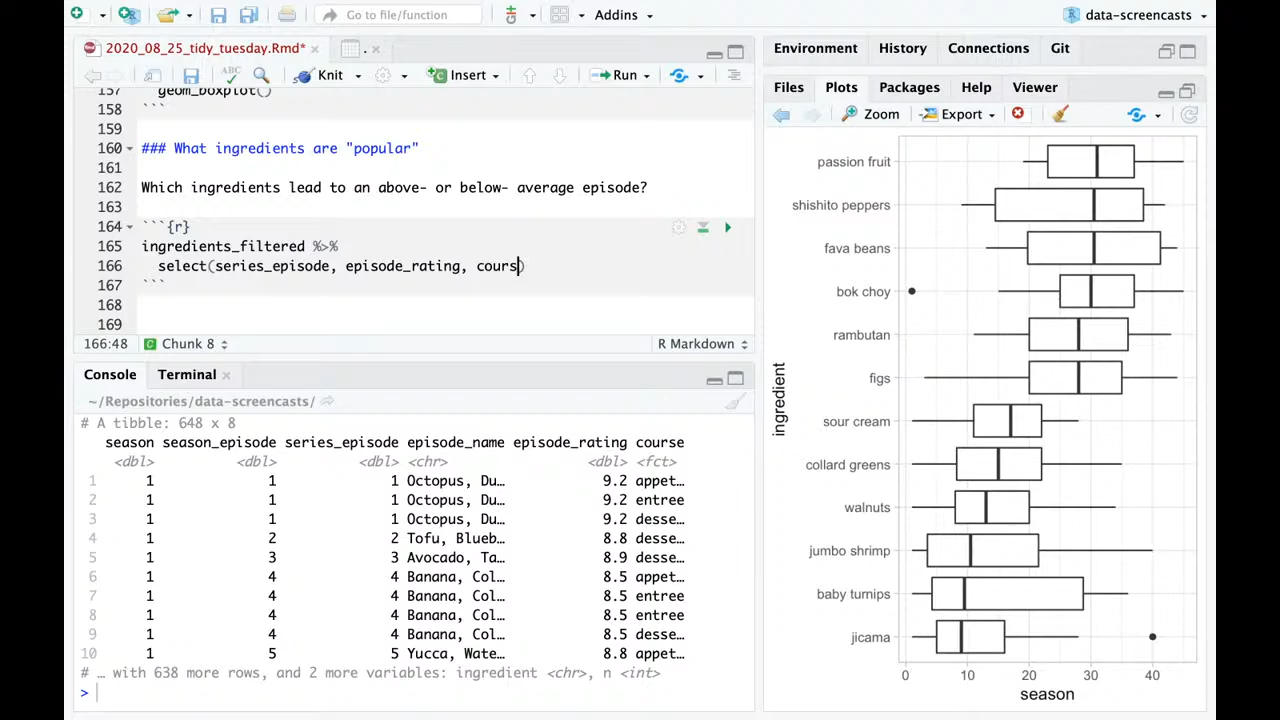 Go to file/function
Addins
data-screencasts
2020_08_25_tidy_tuesday.Rmd*
.
ABC
Knit
Insert
Run
157 geom_boxplot()
158 ```
159
160 ### What ingredients are "popular"
161
162 Which ingredients lead to an above- or below- average episode?
163
164 ```{r}
165 ingredients_filtered %>%
166 select(series_episode, episode_rating, cours)
167 ```
168
169
166:48 Chunk 8 R Markdown
Console Terminal
~/Repositories/data-screencasts/
# A tibble: 648 x 8
season season_episode series_episode episode_name episode_rating course
<dbl> <dbl> <dbl> <chr> <dbl> <fct>
1 1 1 1 Octopus, Du… 9.2 appet…
2 1 1 1 Octopus, Du… 9.2 entree
3 1 1 1 Octopus, Du… 9.2 desse…
4 1 2 2 Tofu, Blueb… 8.8 desse…
5 1 3 3 Avocado, Ta… 8.9 desse…
6 1 4 4 Banana, Col… 8.5 appet…
7 1 4 4 Banana, Col… 8.5 entree
8 1 4 4 Banana, Col… 8.5 entree
9 1 4 4 Banana, Col… 8.5 desse…
10 1 5 5 Yucca, Wate… 8.8 appet…
# … with 638 more rows, and 2 more variables: ingredient <chr>, n <int>
>
Environment History Connections Git
Files Plots Packages Help Viewer
Zoom Export
passion fruit
shishito peppers
fava beans
bok choy
rambutan
figs
sour cream
collard greens
walnuts
jumbo shrimp
baby turnips
jicama
ingredient
0 10 20 30 40
season